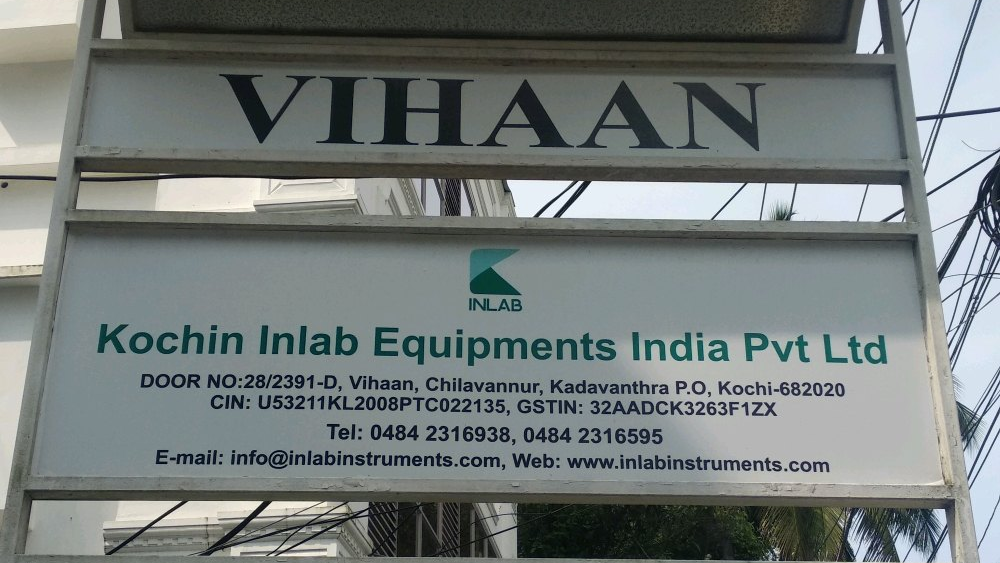 VIHAAN
INLAB
Kochin Inlab Equipments India Pvt Ltd
DOOR NO:28/2391-D, Vihaan, Chilavannur, Kadavanthra P.O, Kochi-682020
CIN: U53211KL2008PTC022135, GSTIN: 32AADCK3263F1ZX
Tel: 0484 2316938, 0484 2316595
E-mail: info@inlabinstruments.com, Web: www.inlabinstruments.com